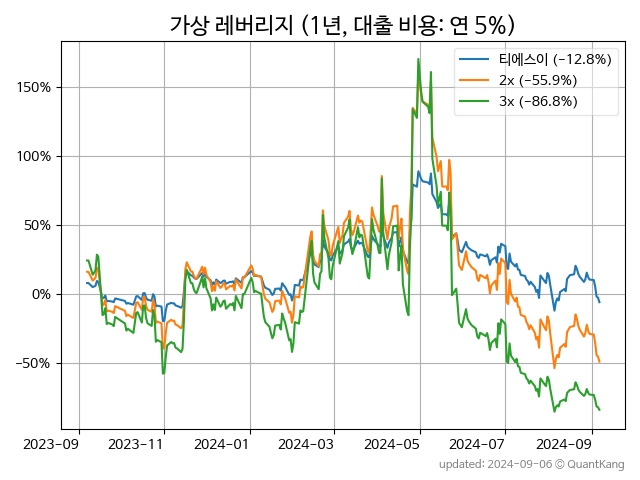 가상 레버리지 (1년, 대출 비용: 연 5%)
티에스이 (-12.8%)
2x (-55.9%)
3x (-86.8%)
150%
100%
50%
0%
−50%
2023-09 2023-11 2024-01 2024-03 2024-05 2024-07 2024-09
updated: 2024-09-06 © QuantKang